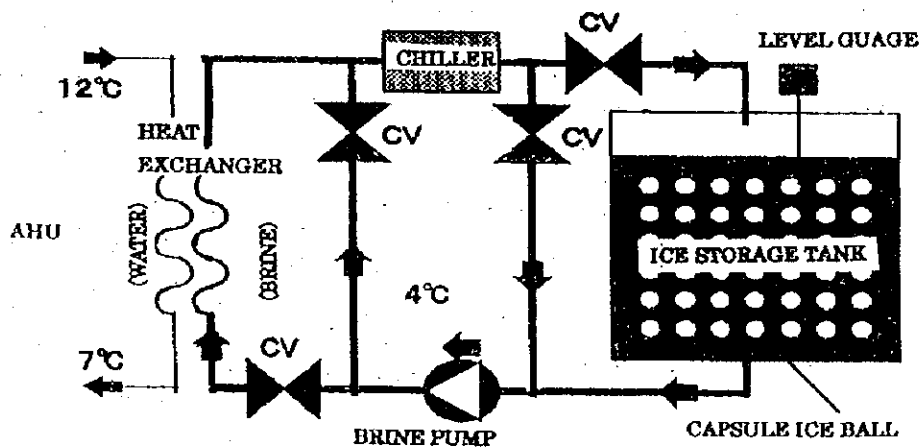 CV
CHILLER
LEVEL GUAGE
12°C
HEAT
EXCHANGER
CV
CV
AHU
(WATER)
(BRINE)
ICE STORAGE TANK
4°C
7°C
CV
BRINE PUMP
CAPSULE ICE BALL